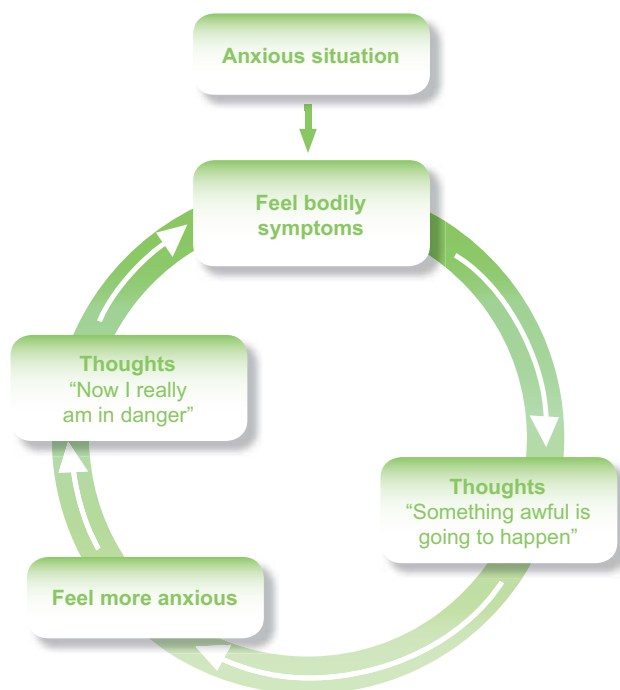 Anxious situation
Feel bodily
symptoms
Thoughts
“Something awful is
going to happen”
Feel more anxious
Thoughts
“Now I really
am in danger”